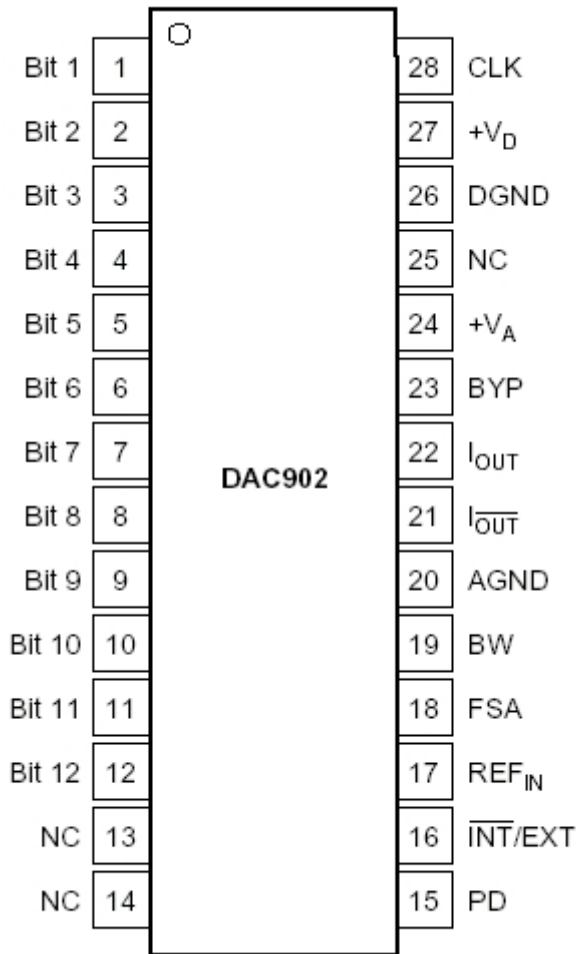 Bit 1 1 28 CLK
Bit 2 2 27 +VD
Bit 3 3 26 DGND
Bit 4 4 25 NC
Bit 5 5 24 +VA
Bit 6 6 23 BYP
Bit 7 7 22 IOUT
DAC902
Bit 8 8 21 I̅O̅U̅T̅
Bit 9 9 20 AGND
Bit 10 10 19 BW
Bit 11 11 18 FSA
Bit 12 12 17 REFIN
NC 13 16 I̅N̅T̅/EXT
NC 14 15 PD